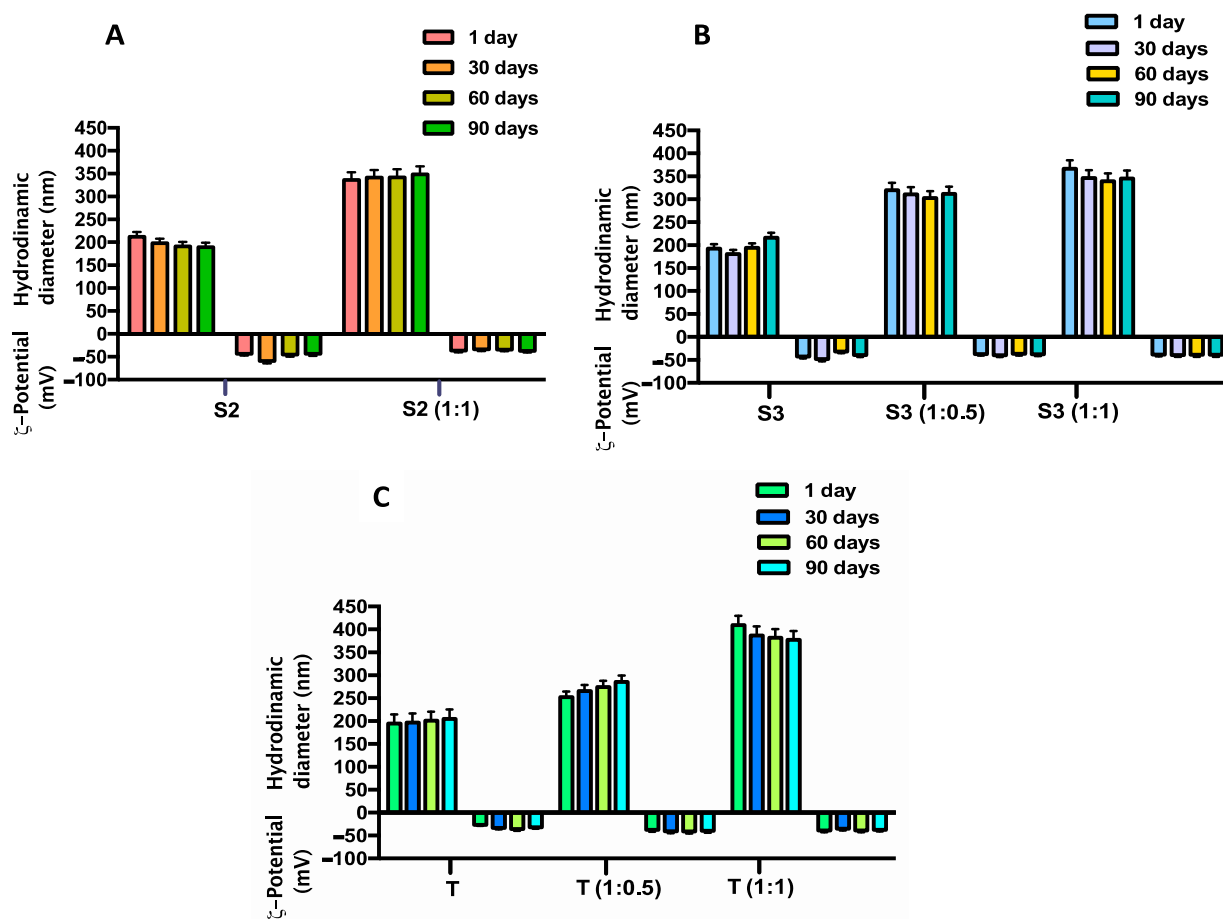 A
1 day
30 days
60 days
90 days
450
400
350
300
250
200
150
100
50
0
−50
−100
Hydrodinamic
diameter (nm)
ζ−Potential
(mV)
S2
S2 (1:1)
B
1 day
30 days
60 days
90 days
450
400
350
300
250
200
150
100
50
0
−50
−100
Hydrodinamic
diameter (nm)
ζ−Potential
(mV)
S3
S3 (1:0.5)
S3 (1:1)
C
1 day
30 days
60 days
90 days
450
400
350
300
250
200
150
100
50
0
−50
−100
Hydrodinamic
diameter (nm)
ζ−Potential
(mV)
T
T (1:0.5)
T (1:1)